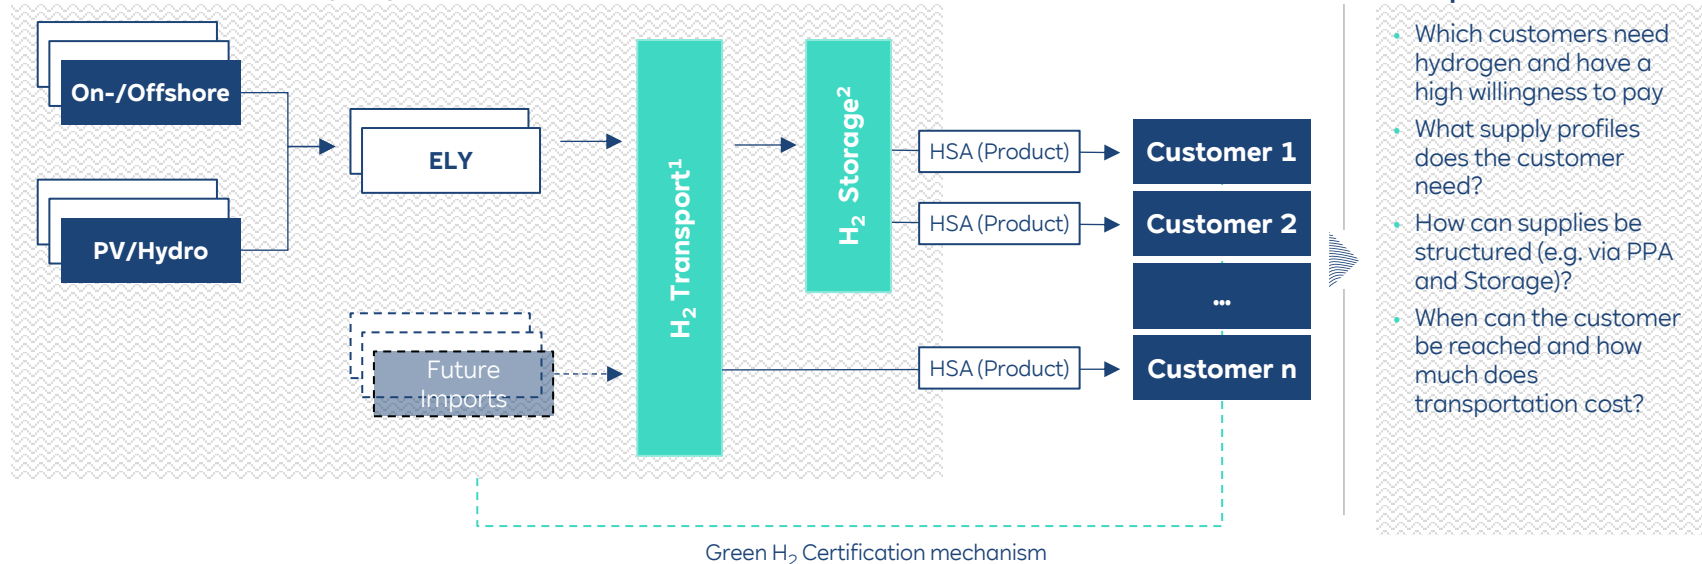 On-/Offshore
PV/Hydro
ELY
Future
Imports
H₂ Transport¹
H₂ Storage²
HSA (Product)
HSA (Product)
HSA (Product)
Customer 1
Customer 2
...
Customer n
Green H₂ Certification mechanism
• Which customers need
hydrogen and have a
high willingness to pay
• What supply profiles
does the customer
need?
• How can supplies be
structured (e.g. via PPA
and Storage)?
• When can the customer
be reached and how
much does
transportation cost?